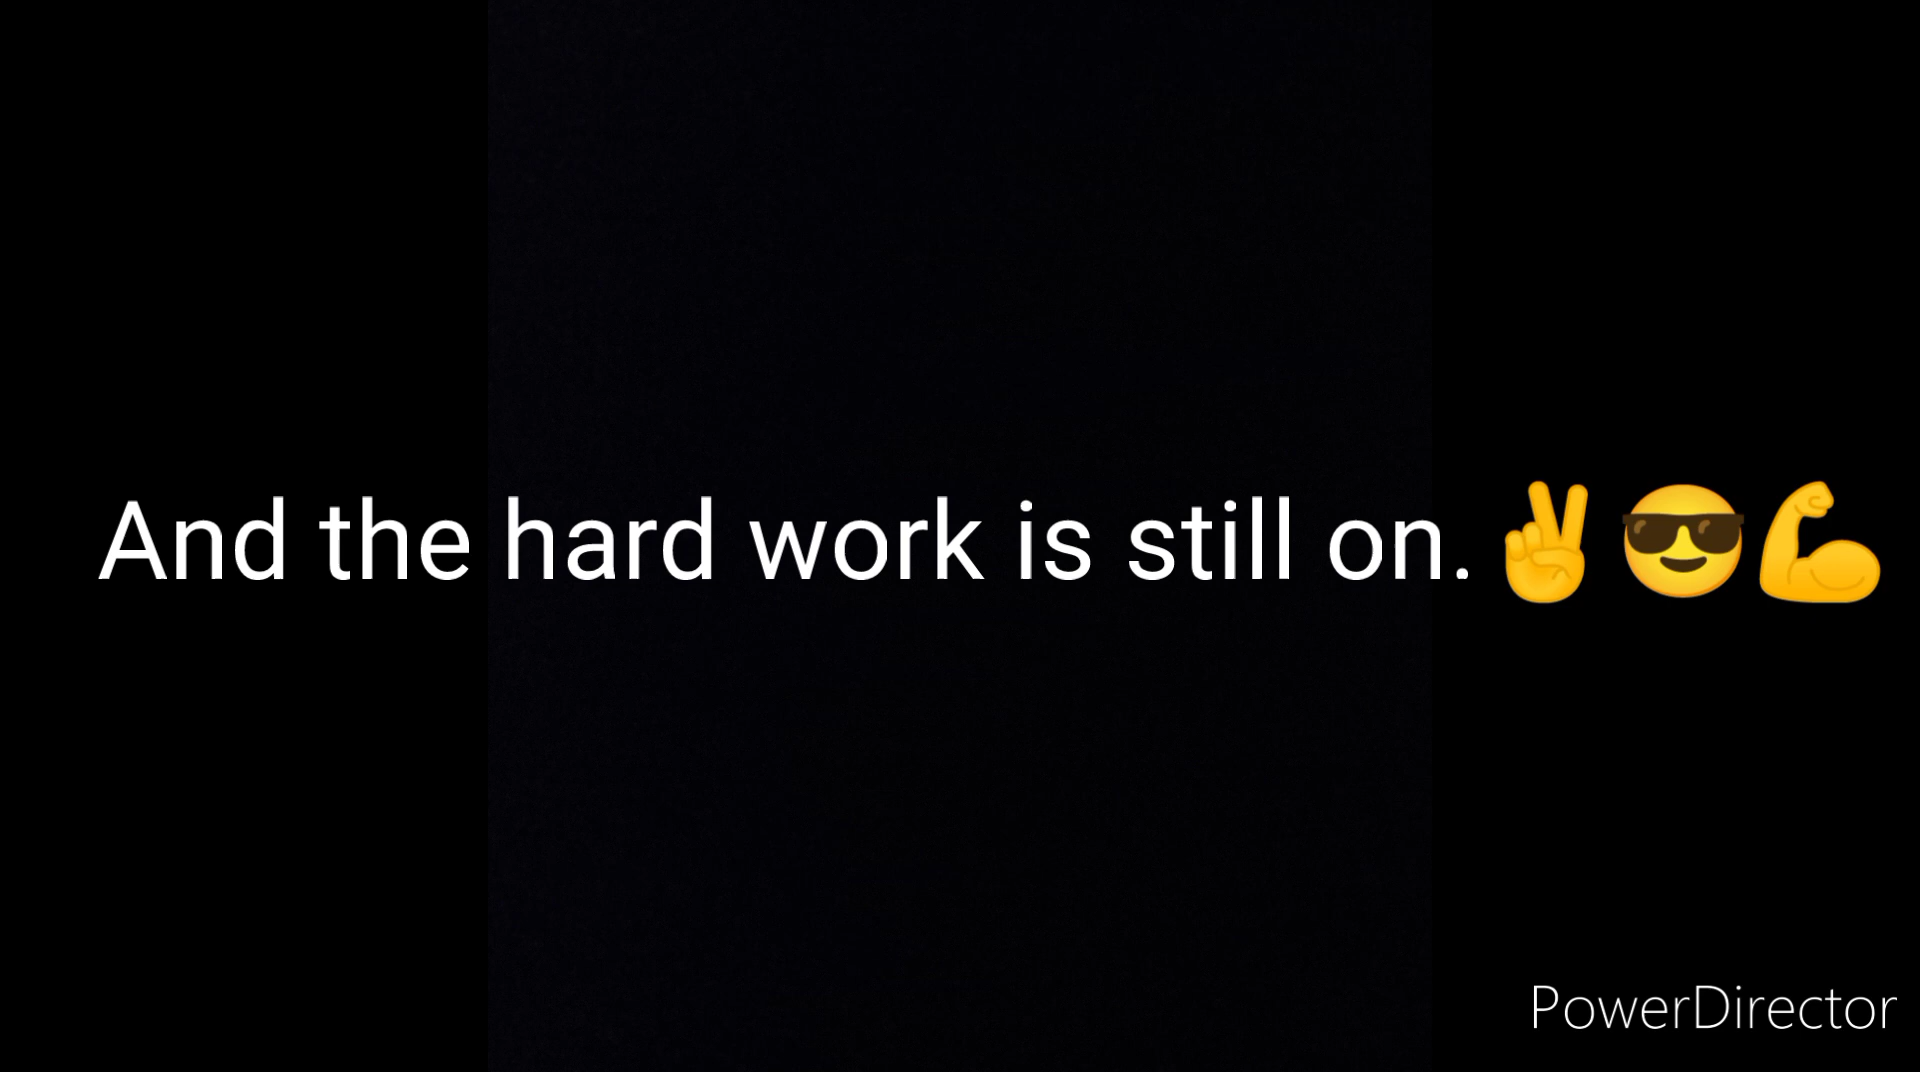 And the hard work is still on. ✌😎💪
PowerDirector